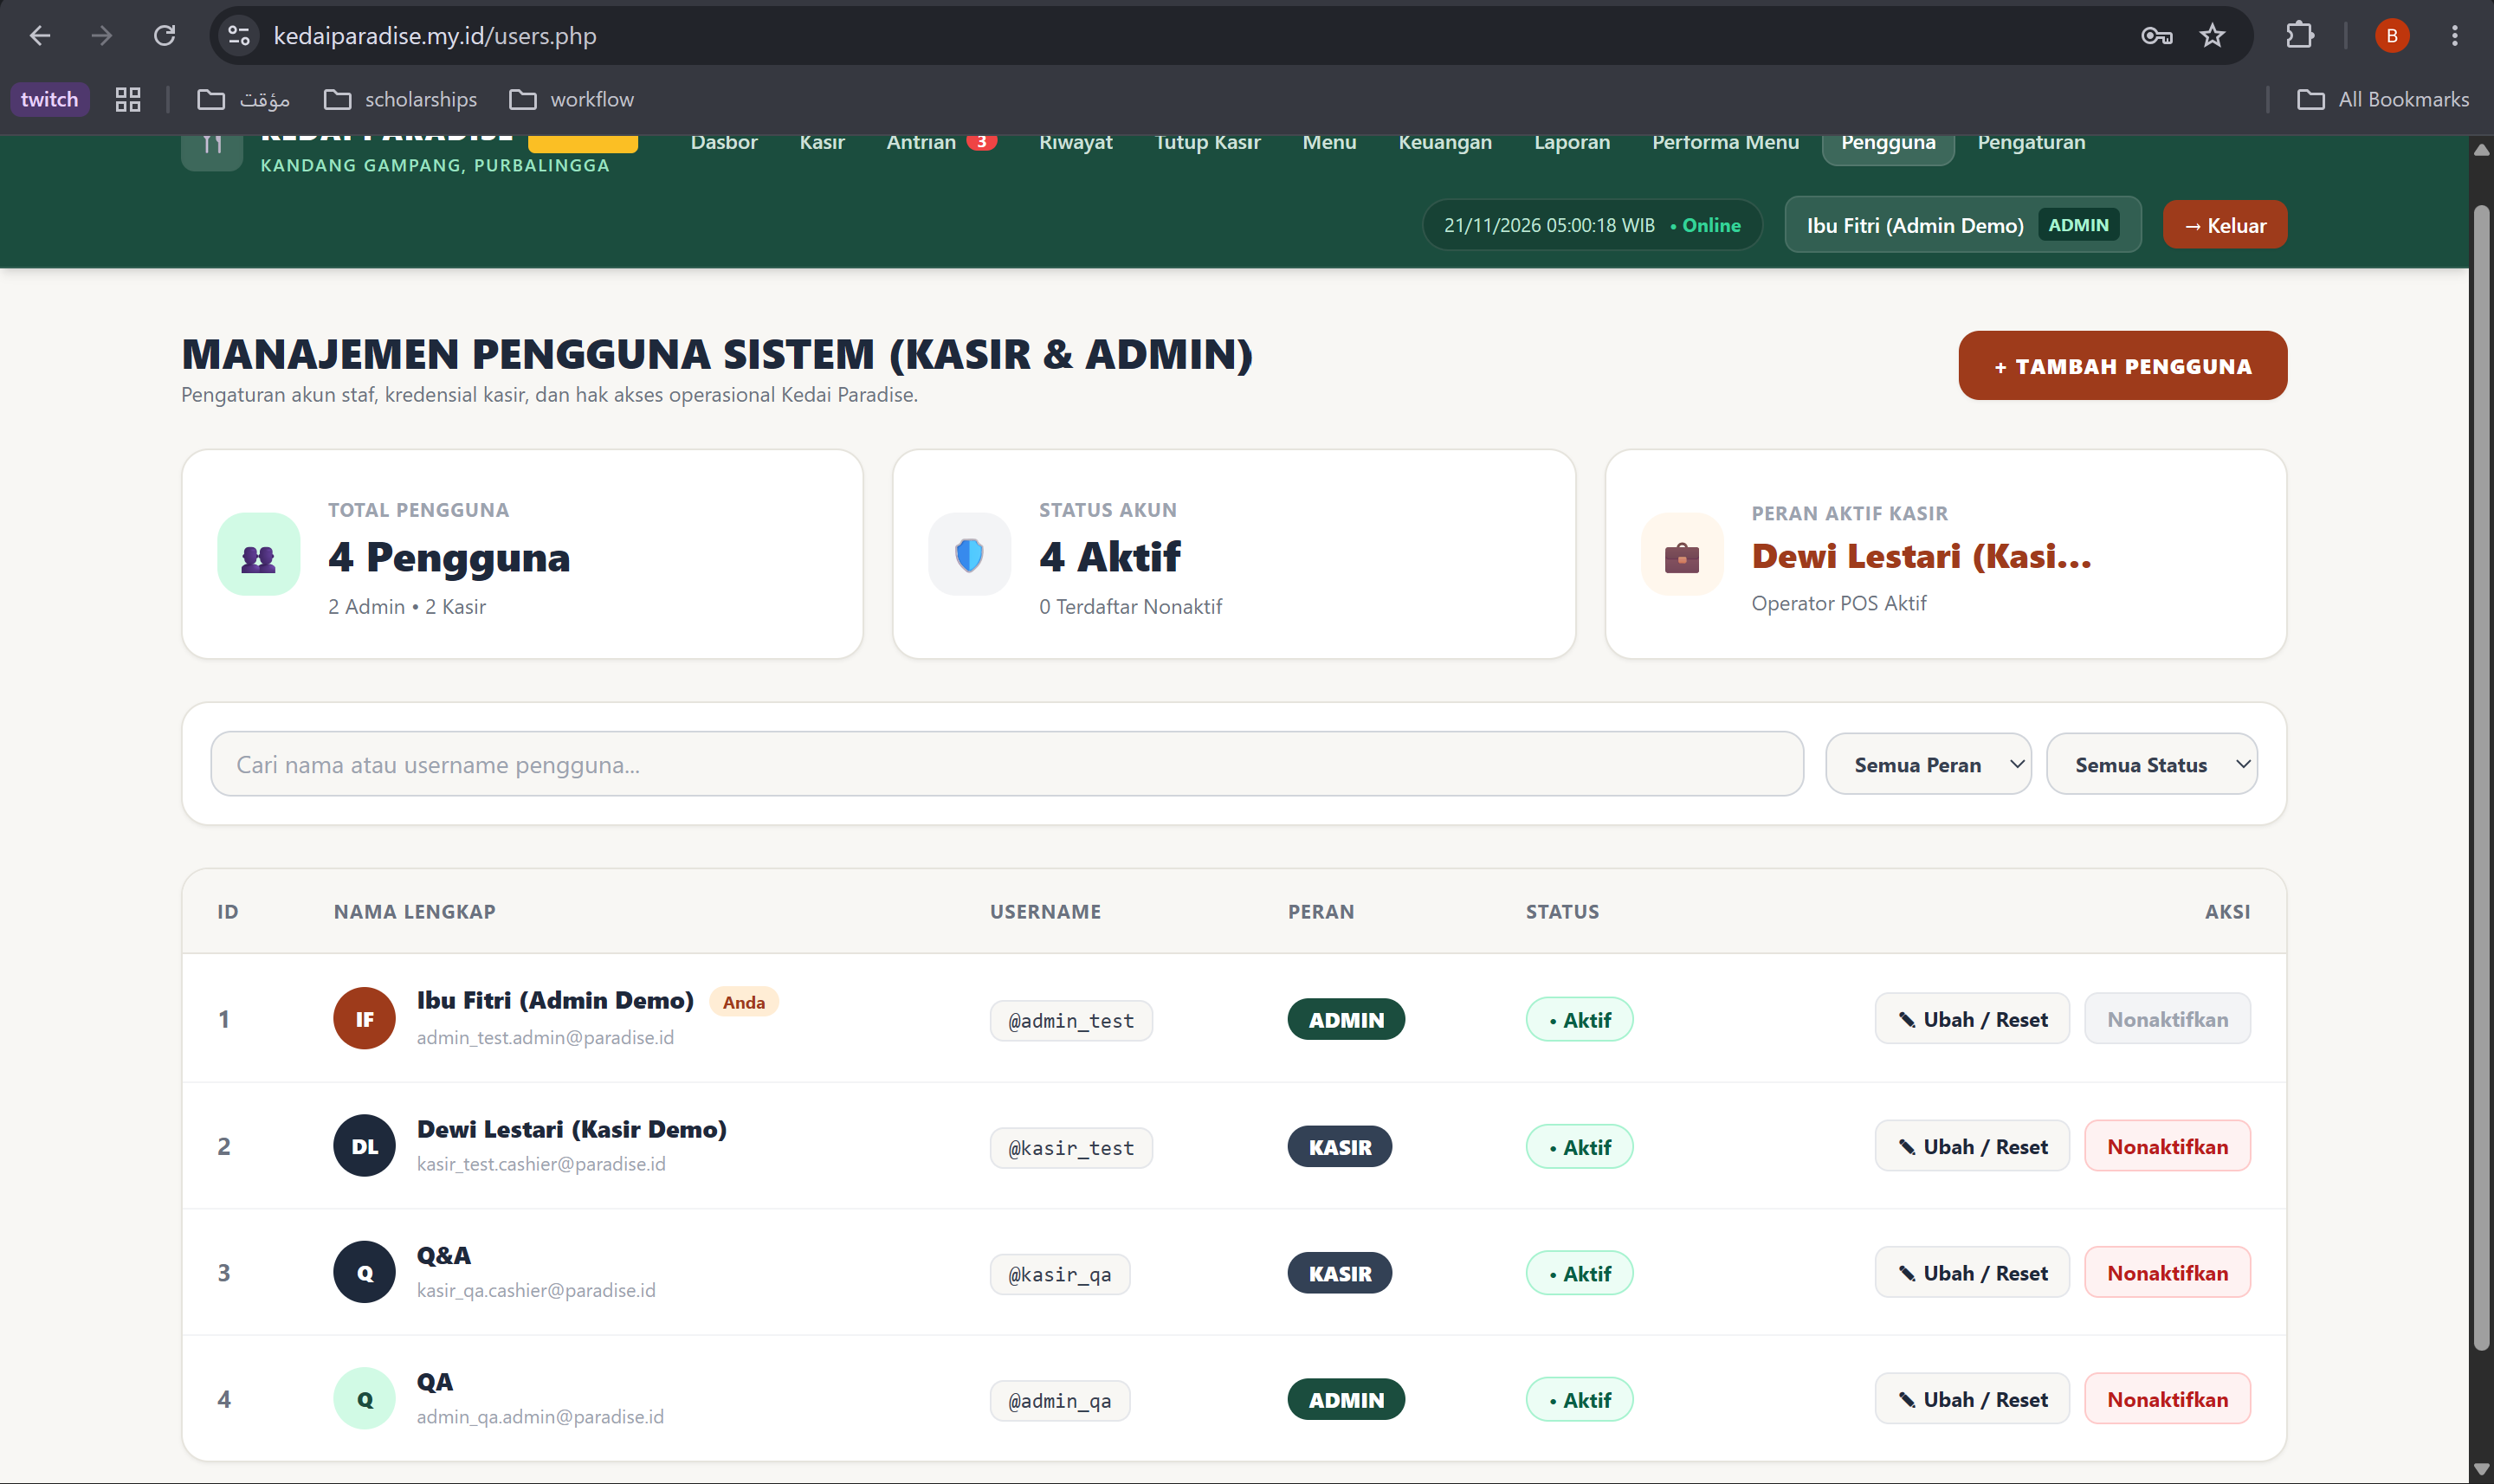 kedaiparadise.my.id/users.php
B
twitch
مؤقت
scholarships
workflow
All Bookmarks
KEDAI PARADISE
KANDANG GAMPANG, PURBALINGGA
Dasbor
Kasir
Antrian 3
Riwayat
Tutup Kasir
Menu
Keuangan
Laporan
Performa Menu
Pengguna
Pengaturan
21/11/2026 05:00:18 WIB • Online
Ibu Fitri (Admin Demo) ADMIN
→ Keluar
MANAJEMEN PENGGUNA SISTEM (KASIR & ADMIN)
Pengaturan akun staf, kredensial kasir, dan hak akses operasional Kedai Paradise.
+ TAMBAH PENGGUNA
TOTAL PENGGUNA
4 Pengguna
2 Admin • 2 Kasir
STATUS AKUN
4 Aktif
0 Terdaftar Nonaktif
PERAN AKTIF KASIR
Dewi Lestari (Kasi...
Operator POS Aktif
Cari nama atau username pengguna...
Semua Peran
Semua Status
ID NAMA LENGKAP USERNAME PERAN STATUS AKSI
1 IF Ibu Fitri (Admin Demo) Anda
admin_test.admin@paradise.id
@admin_test ADMIN • Aktif Ubah / Reset Nonaktifkan
2 DL Dewi Lestari (Kasir Demo)
kasir_test.cashier@paradise.id
@kasir_test KASIR • Aktif Ubah / Reset Nonaktifkan
3 Q Q&A
kasir_qa.cashier@paradise.id
@kasir_qa KASIR • Aktif Ubah / Reset Nonaktifkan
4 Q QA
admin_qa.admin@paradise.id
@admin_qa ADMIN • Aktif Ubah / Reset Nonaktifkan